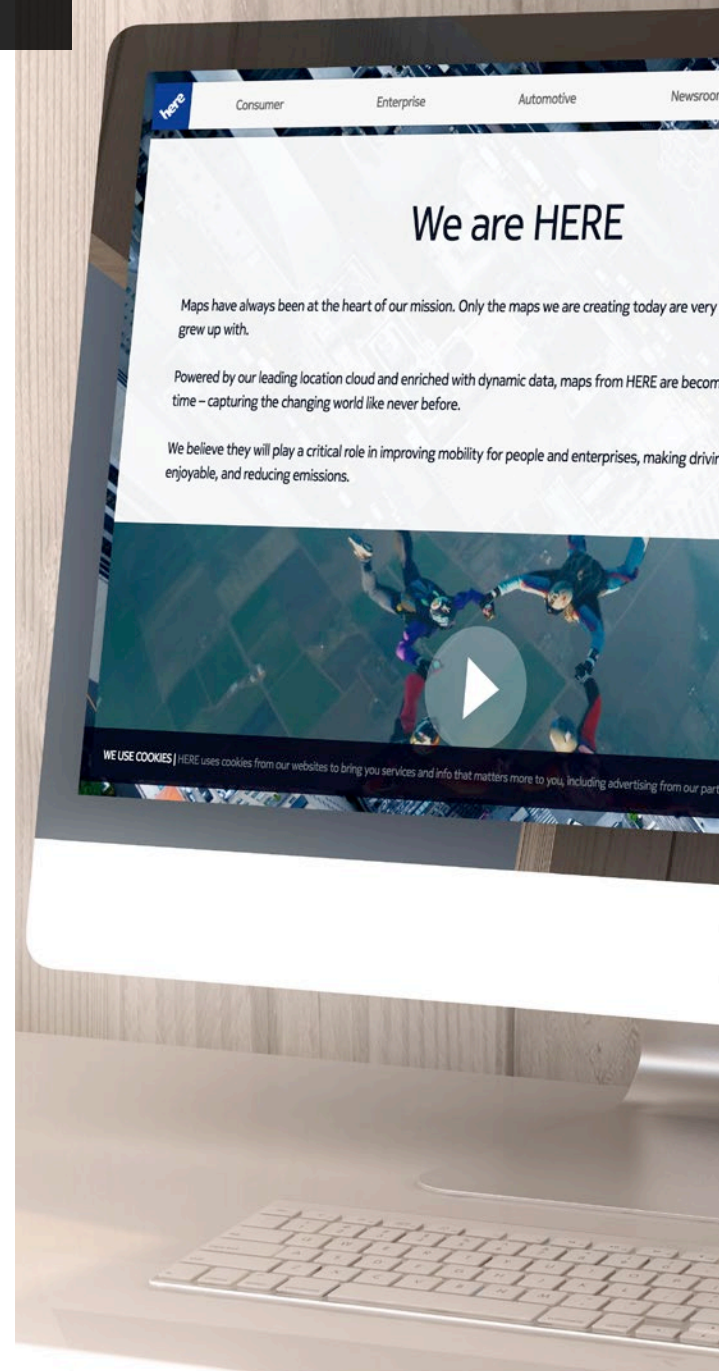 here
Consumer
Enterprise
Automotive
Newsroom
We are HERE
Maps have always been at the heart of our mission. Only the maps we are creating today are very
grew up with.
Powered by our leading location cloud and enriched with dynamic data, maps from HERE are becom
time – capturing the changing world like never before.
We believe they will play a critical role in improving mobility for people and enterprises, making drivin
enjoyable, and reducing emissions.
WE USE COOKIES | HERE uses cookies from our websites to bring you services and info that matters more to you, including advertising from our part